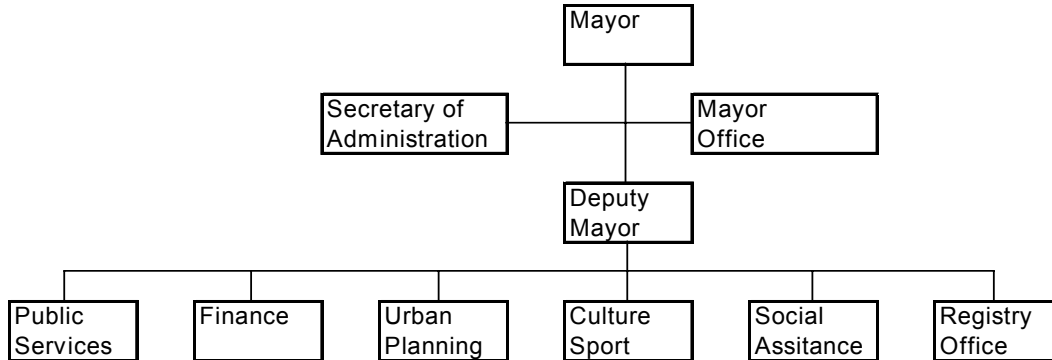 Mayor
Secretary of
Administration
Mayor
Office
Deputy
Mayor
Public
Services
Finance
Urban
Planning
Culture
Sport
Social
Assitance
Registry
Office